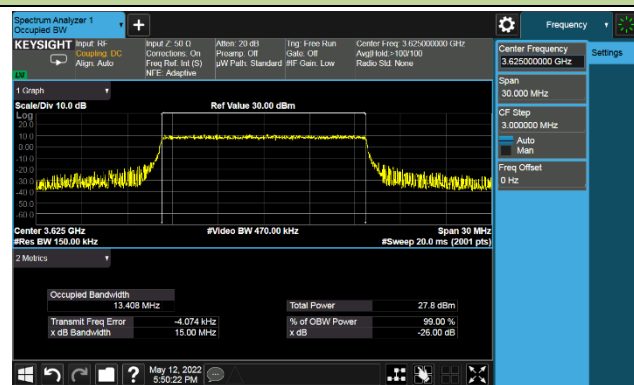 Spectrum Analyzer 1
Occupied BW
Frequency
KEYSIGHT
Input: RF
Coupling: DC
Align: Auto
Input Z: 50 Ω
Corrections: On
Freq Ref: Int (S)
NFE: Adaptive
Atten: 20 dB
Preamp: Off
µW Path: Standard
Trig: Free Run
Gate: Off
#IF Gain: Low
Center Freq: 3.625000000 GHz
Avg|Hold:>100/100
Radio Std: None
Center Frequency
3.625000000 GHz
Settings
Span
30.000 MHz
CF Step
3.000000 MHz
Auto
Man
Freq Offset
0 Hz
1 Graph
Scale/Div 10.0 dB
Ref Value 30.00 dBm
Log
20.0
10.0
0.00
-10.0
-20.0
-30.0
-40.0
-50.0
-60.0
Center 3.625 GHz
#Video BW 470.00 kHz
Span 30 MHz
#Res BW 150.00 kHz
#Sweep 20.0 ms (2001 pts)
2 Metrics
Occupied Bandwidth
13.408 MHz
Total Power
27.8 dBm
Transmit Freq Error
-4.074 kHz
% of OBW Power
99.00 %
x dB Bandwidth
15.00 MHz
x dB
-26.00 dB
May 12, 2022
5:50:22 PM